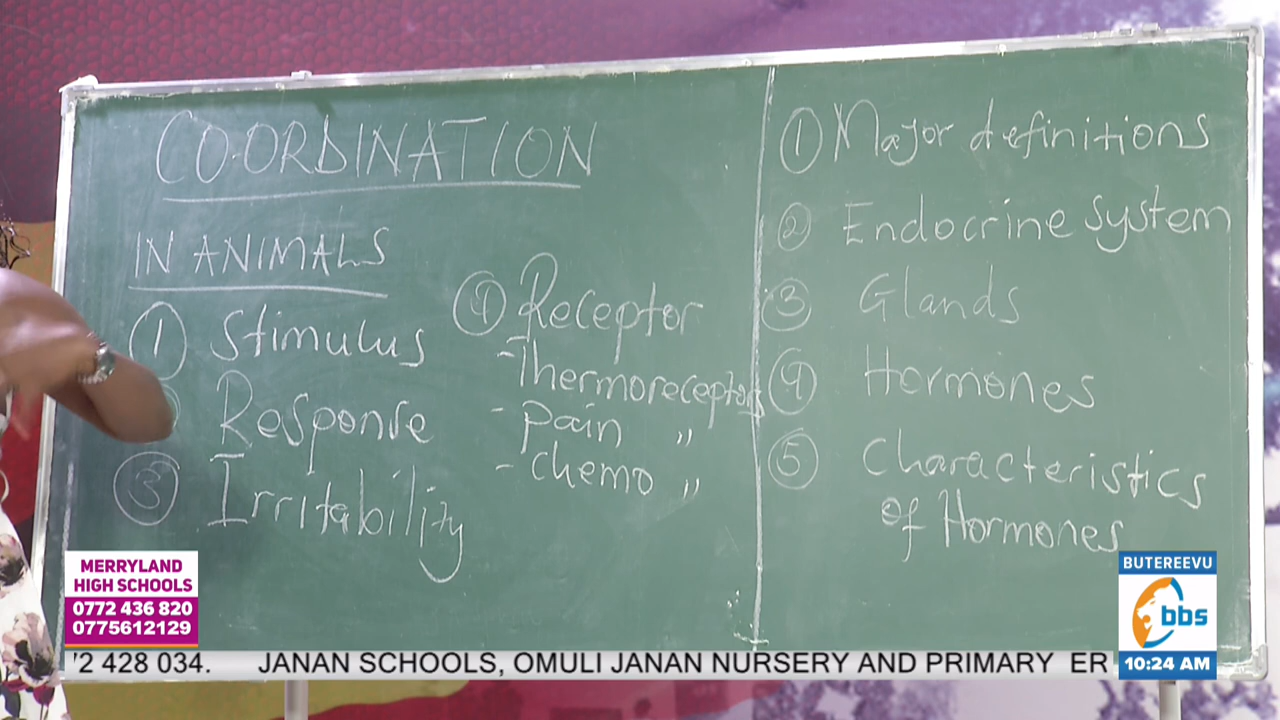 CO-ORDINATION
IN ANIMALS
① Stimulus
Response
③ Irritability
④ Receptor
- Thermoreceptors
- Pain "
- chemo "
① Major definitions
② Endocrine system
③ Glands
④ Hormones
⑤ Characteristics
of Hormones
MERRYLAND
HIGH SCHOOLS
0772 436 820
0775612129
BUTEREEVU
bbs
10:24 AM
72 428 034. JANAN SCHOOLS, OMULI JANAN NURSERY AND PRIMARY ER